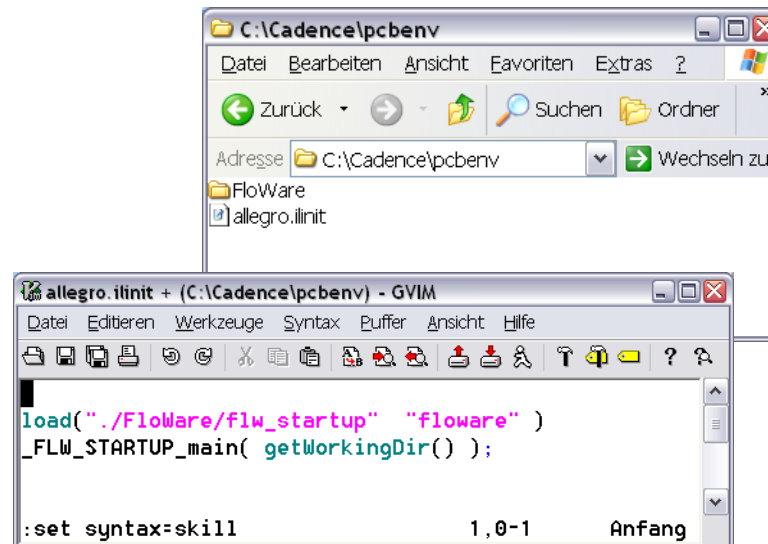 C:\Cadence\pcbenv
Datei Bearbeiten Ansicht Favoriten Extras ?
Zurück Suchen Ordner »
Adresse C:\Cadence\pcbenv Wechseln zu
FloWare
allegro.ilinit
allegro.ilinit + (C:\Cadence\pcbenv) - GVIM
Datei Editieren Werkzeuge Syntax Puffer Ansicht Hilfe
load("./FloWare/flw_startup" "floware" )
_FLW_STARTUP_main( getWorkingDir() );
:set syntax=skill 1,0-1 Anfang